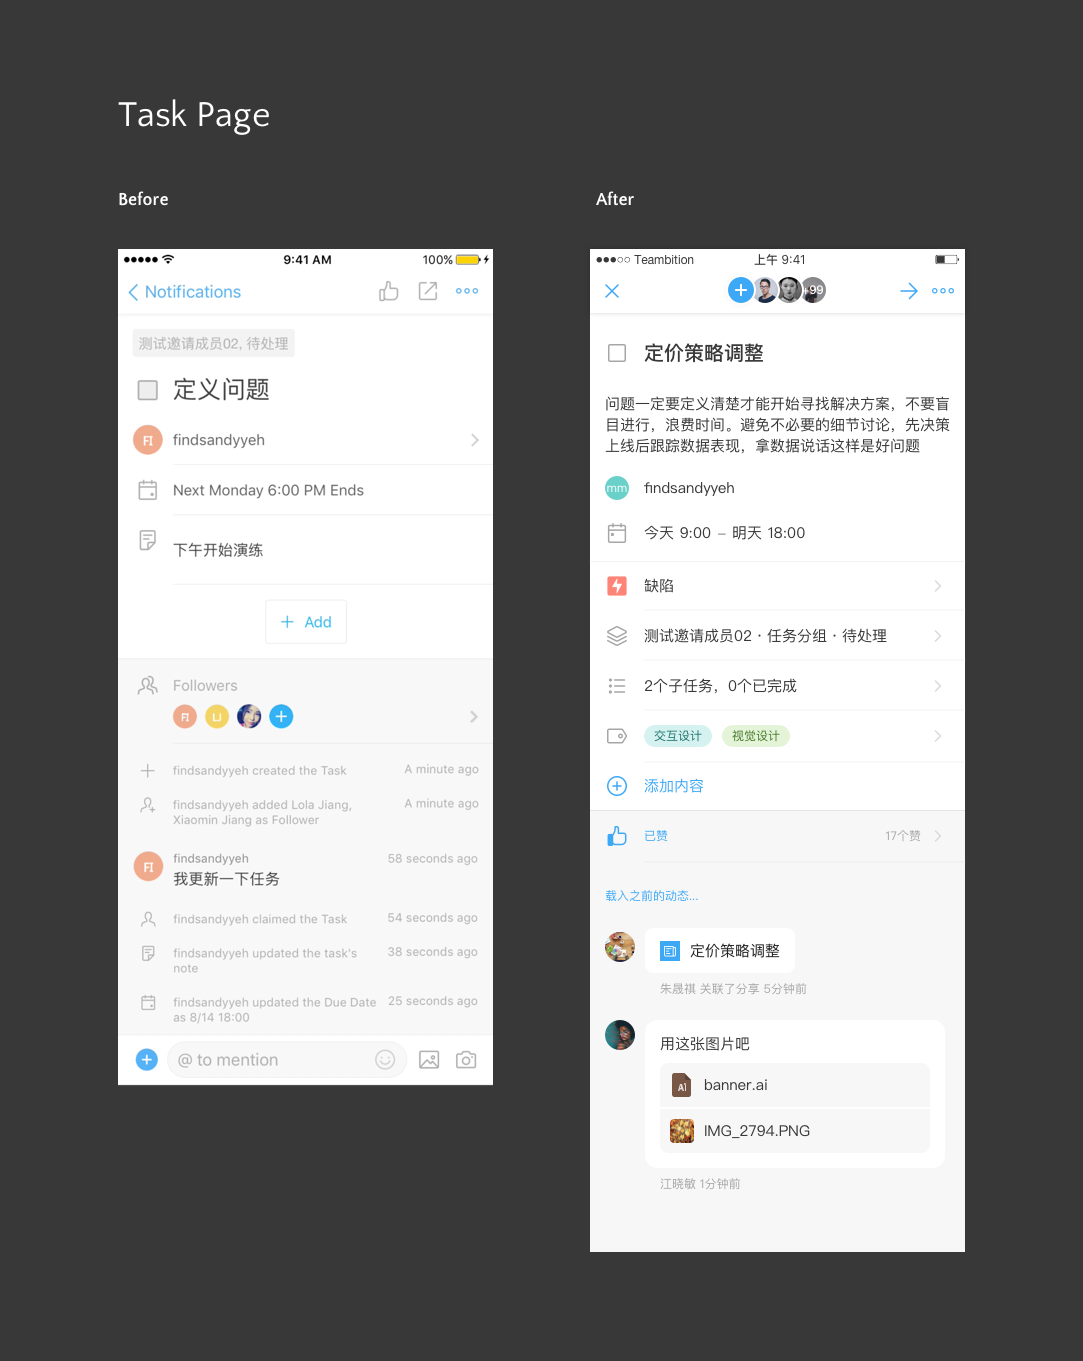 Task Page
Before
After
9:41 AM
100%
Notifications
测试邀请成员02, 待处理
定义问题
FI
findsandyyeh
Next Monday 6:00 PM Ends
下午开始演练
Add
Followers
FI
LJ
findsandyyeh created the Task
A minute ago
findsandyyeh added Lola Jiang,
Xiaomin Jiang as Follower
A minute ago
FI
findsandyyeh
58 seconds ago
我更新一下任务
findsandyyeh claimed the Task
54 seconds ago
findsandyyeh updated the task's
note
38 seconds ago
findsandyyeh updated the Due Date
as 8/14 18:00
25 seconds ago
@ to mention
Teambition
上午 9:41
+99
定价策略调整
问题一定要定义清楚才能开始寻找解决方案，不要盲
目进行，浪费时间。避免不必要的细节讨论，先决策
上线后跟踪数据表现，拿数据说话这样是好问题
mm
findsandyyeh
今天 9:00 – 明天 18:00
缺陷
测试邀请成员02 · 任务分组 · 待处理
2个子任务，0个已完成
交互设计
视觉设计
添加内容
已赞
17个赞
载入之前的动态...
定价策略调整
朱晟祺 关联了分享 5分钟前
用这张图片吧
Ai
banner.ai
IMG_2794.PNG
江晓敏 1分钟前